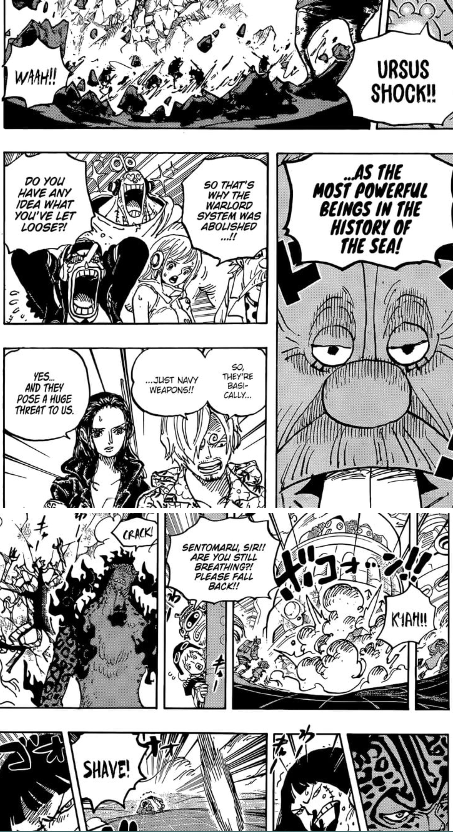 URSUS
SHOCK!!
WAAH!!
...AS THE
MOST POWERFUL
BEINGS IN THE
HISTORY OF
THE SEA!
SO THAT'S
WHY THE
WARLORD
SYSTEM WAS
ABOLISHED
...!!
DO YOU
HAVE ANY
IDEA WHAT
YOU'VE LET
LOOSE?!
SO,
THEY'RE
BASI-
CALLY...
...JUST NAVY
WEAPONS!!
YES...
AND THEY
POSE A HUGE
THREAT TO US.
KYAH!!
SENTOMARU, SIR!!
ARE YOU STILL
BREATHING?!
PLEASE FALL
BACK!!
CRACK!
SHAVE!